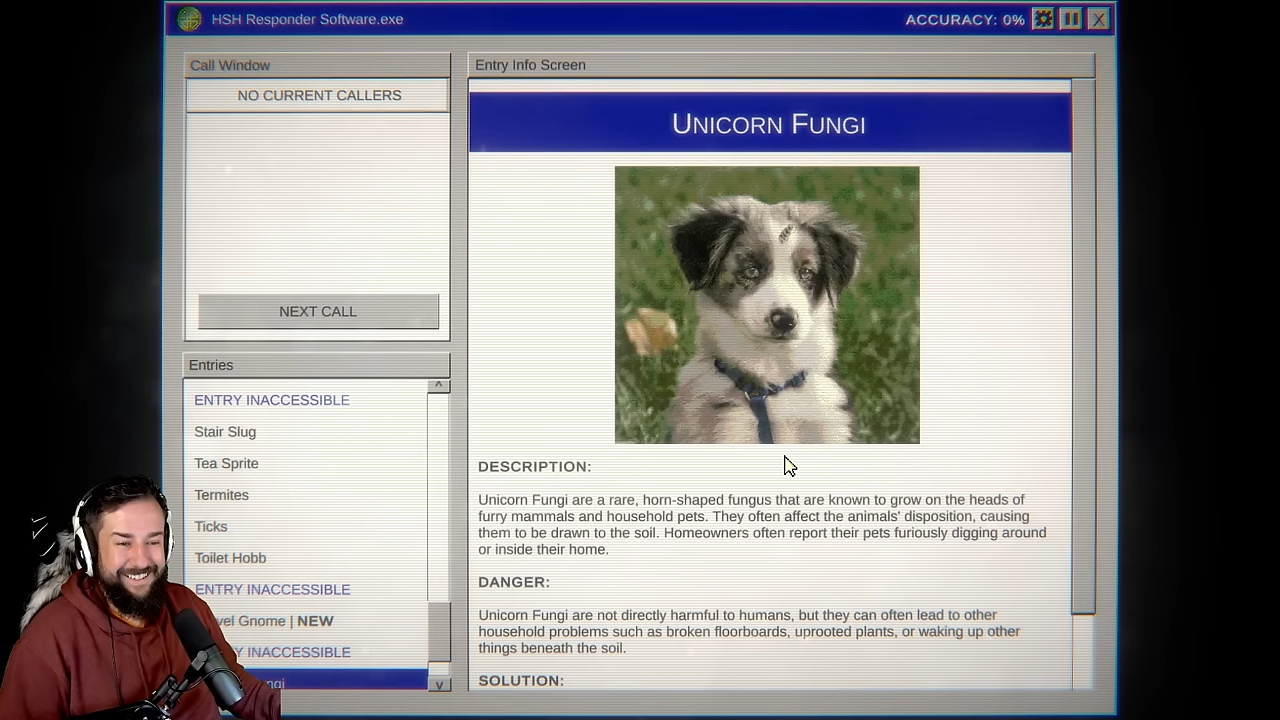 HSH Responder Software.exe
ACCURACY: 0%
X
Call Window
NO CURRENT CALLERS
NEXT CALL
Entries
ENTRY INACCESSIBLE
Stair Slug
Tea Sprite
Termites
Ticks
Toilet Hobb
ENTRY INACCESSIBLE
vel Gnome | NEW
Y INACCESSIBLE
ngi
Entry Info Screen
UNICORN FUNGI
DESCRIPTION:
Unicorn Fungi are a rare, horn-shaped fungus that are known to grow on the heads of
furry mammals and household pets. They often affect the animals' disposition, causing
them to be drawn to the soil. Homeowners often report their pets furiously digging around
or inside their home.
DANGER:
Unicorn Fungi are not directly harmful to humans, but they can often lead to other
household problems such as broken floorboards, uprooted plants, or waking up other
things beneath the soil.
SOLUTION: